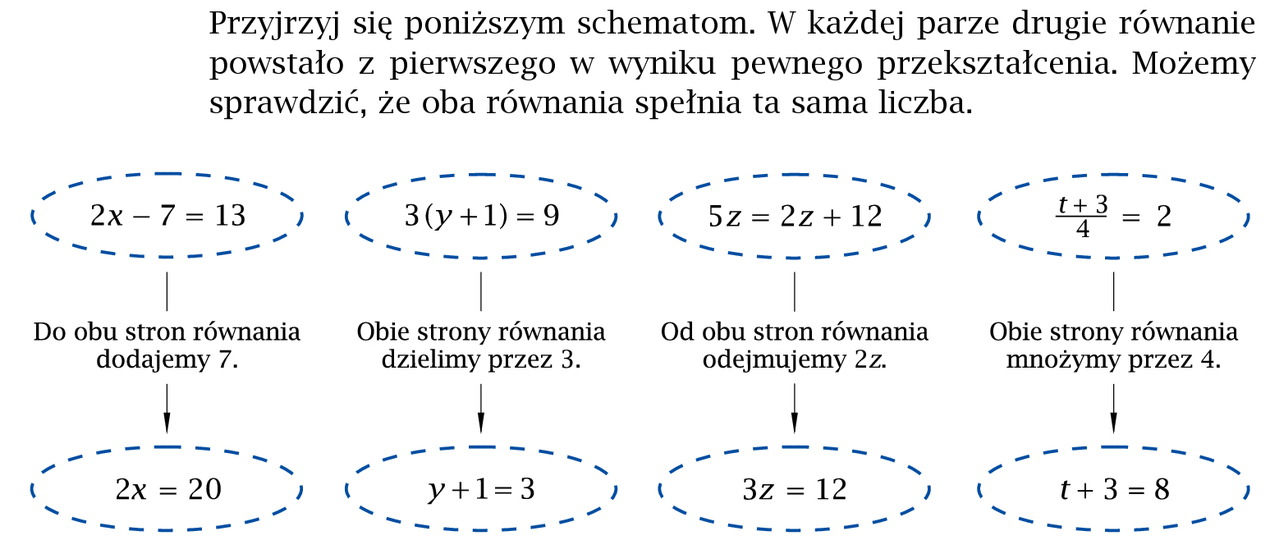 Przyjrzyj się poniższym schematom. W każdej parze drugie równanie
powstało z pierwszego w wyniku pewnego przekształcenia. Możemy
sprawdzić, że oba równania spełnia ta sama liczba.
2x − 7 = 13
3(y + 1) = 9
5z = 2z + 12
(t + 3)/4 = 2
Do obu stron równania
dodajemy 7.
Obie strony równania
dzielimy przez 3.
Od obu stron równania
odejmujemy 2z.
Obie strony równania
mnożymy przez 4.
2x = 20
y + 1 = 3
3z = 12
t + 3 = 8